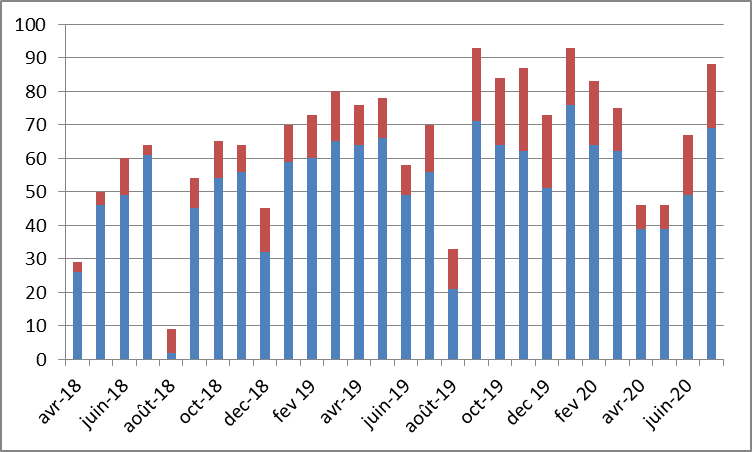 100
90
80
70
60
50
40
30
20
10
0
avr-18
juin-18
août-18
oct-18
dec-18
fev 19
avr-19
juin-19
août-19
oct-19
dec 19
fev 20
avr-20
juin-20